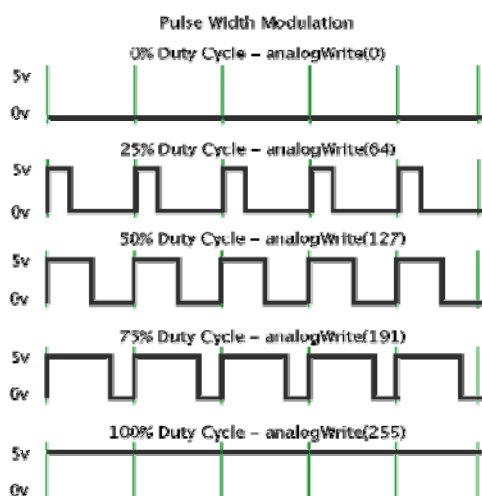 Pulse Width Modulation
0% Duty Cycle – analogWrite(0)
5v
0v
25% Duty Cycle – analogWrite(64)
5v
0v
50% Duty Cycle – analogWrite(127)
5v
0v
75% Duty Cycle – analogWrite(191)
5v
0v
100% Duty Cycle – analogWrite(255)
5v
0v